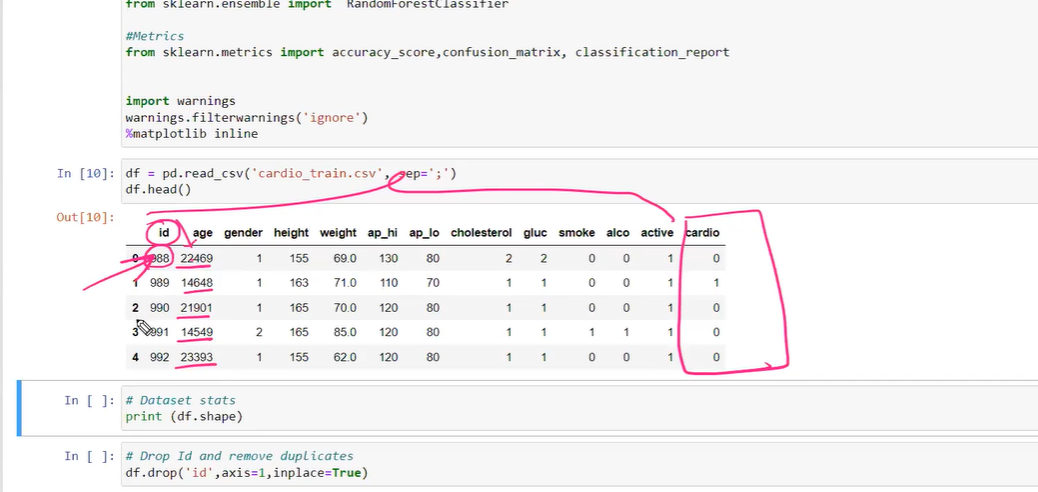 from sklearn.ensemble import RandomForestClassifier
#Metrics
from sklearn.metrics import accuracy_score,confusion_matrix, classification_report
import warnings
warnings.filterwarnings('ignore')
%matplotlib inline
In [10]: df = pd.read_csv('cardio_train.csv', sep=';')
df.head()
Out[10]:
id age gender height weight ap_hi ap_lo cholesterol gluc smoke alco active cardio
0 988 22469 1 155 69.0 130 80 2 2 0 0 1 0
1 989 14648 1 163 71.0 110 70 1 1 0 0 1 1
2 990 21901 1 165 70.0 120 80 1 1 0 0 1 0
3 991 14549 2 165 85.0 120 80 1 1 1 1 1 0
4 992 23393 1 155 62.0 120 80 1 1 0 0 1 0
In [ ]: # Dataset stats
print (df.shape)
In [ ]: # Drop Id and remove duplicates
df.drop('id',axis=1,inplace=True)